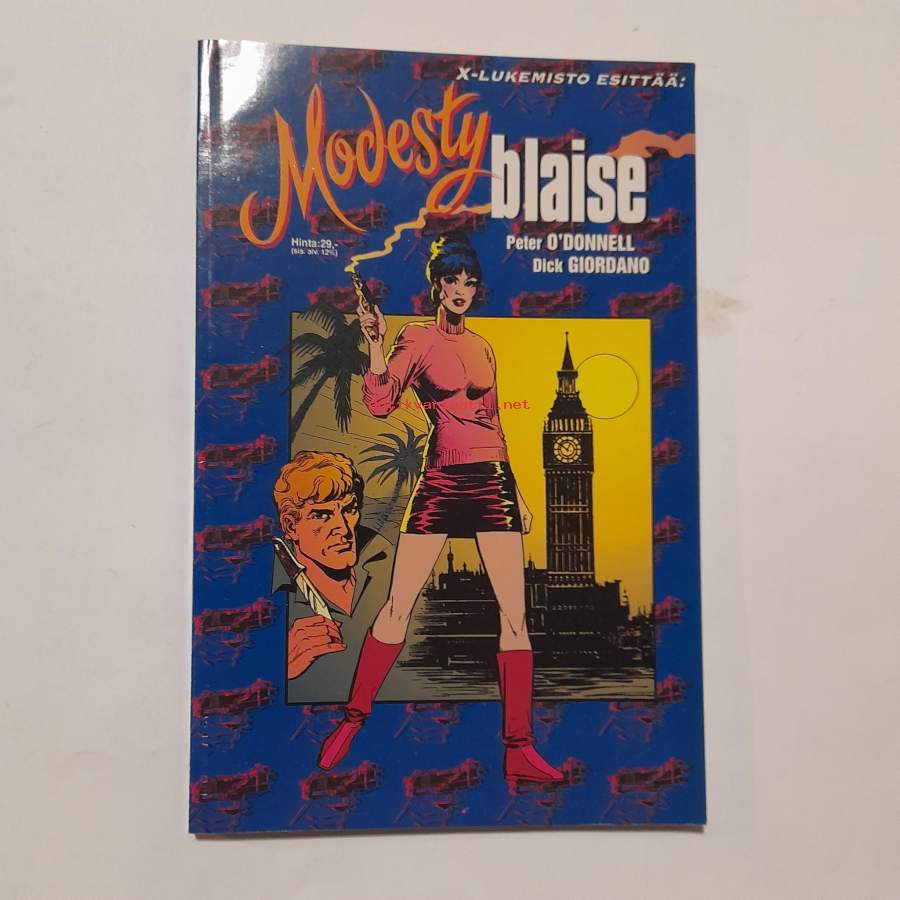 X-LUKEMISTO ESITTÄÄ:
Modesty
blaise
Peter O'DONNELL
Dick GIORDANO
Hinta:29,-
(sis. alv. 12%)